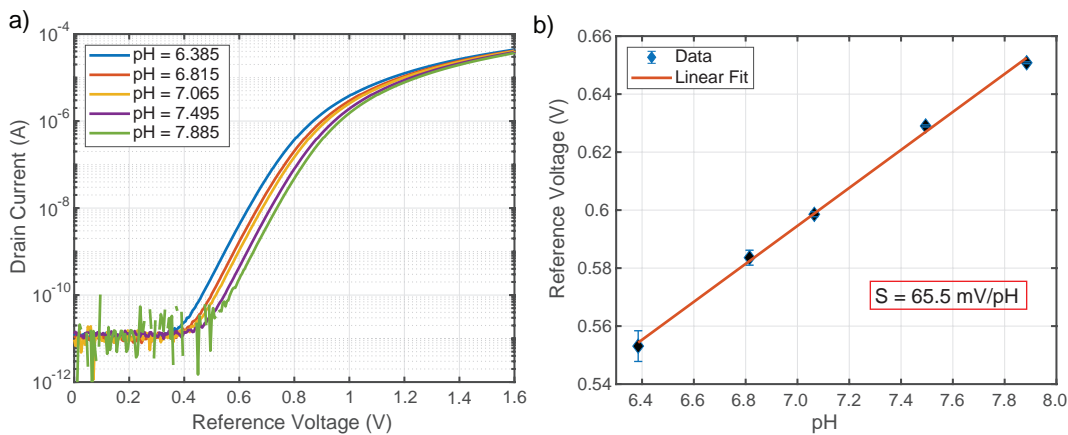 a)
10^-4
10^-6
10^-8
10^-10
10^-12
Drain Current (A)
pH = 6.385
pH = 6.815
pH = 7.065
pH = 7.495
pH = 7.885
0 0.2 0.4 0.6 0.8 1 1.2 1.4 1.6
Reference Voltage (V)
b)
0.66
0.64
0.62
0.6
0.58
0.56
0.54
Reference Voltage (V)
Data
Linear Fit
S = 65.5 mV/pH
6.4 6.6 6.8 7.0 7.2 7.4 7.6 7.8 8.0
pH